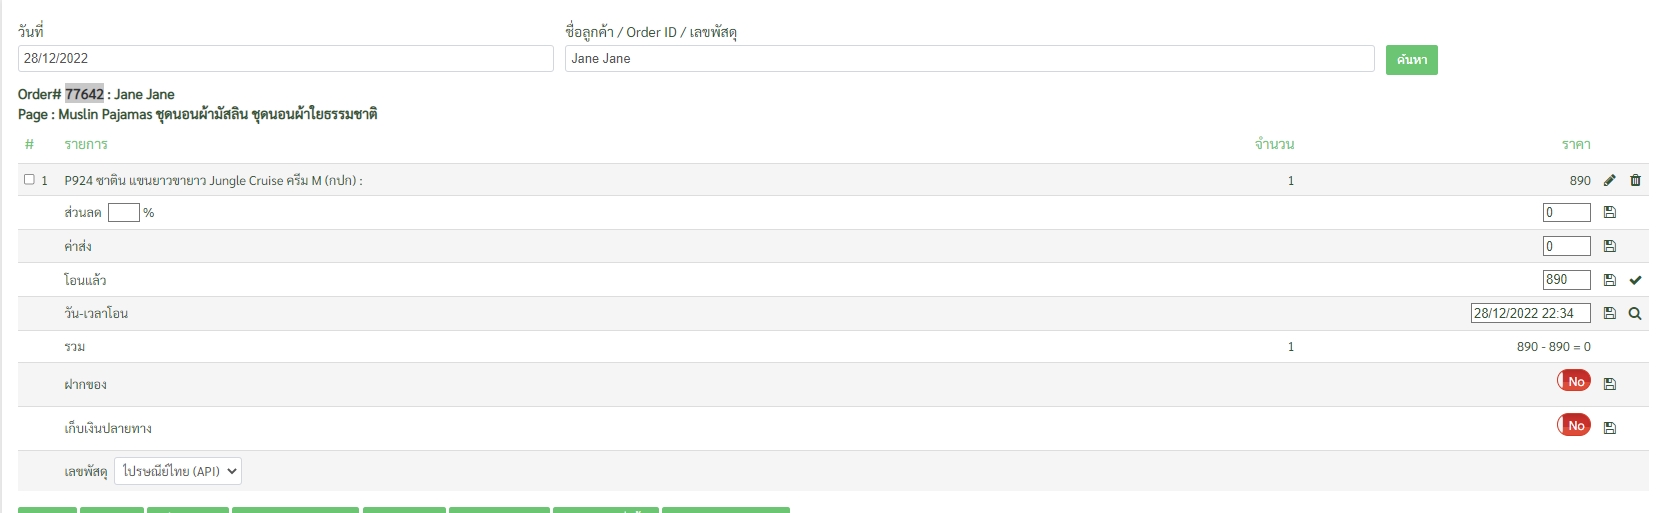 วันที่ ชื่อลูกค้า / Order ID / เลขพัสดุ
28/12/2022 Jane Jane ค้นหา
Order# 77642 : Jane Jane
Page : Muslin Pajamas ชุดนอนผ้ามัสลิน ชุดนอนผ้าใยธรรมชาติ
# รายการ จำนวน ราคา
1 P924 ซาติน แขนยาวขายาว Jungle Cruise ครีม M (กปก) : 1 890
ส่วนลด % 0
ค่าส่ง 0
โอนแล้ว 890
วัน-เวลาโอน 28/12/2022 22:34
รวม 1 890 - 890 = 0
ฝากของ No
เก็บเงินปลายทาง No
เลขพัสดุ ไปรษณีย์ไทย (API)